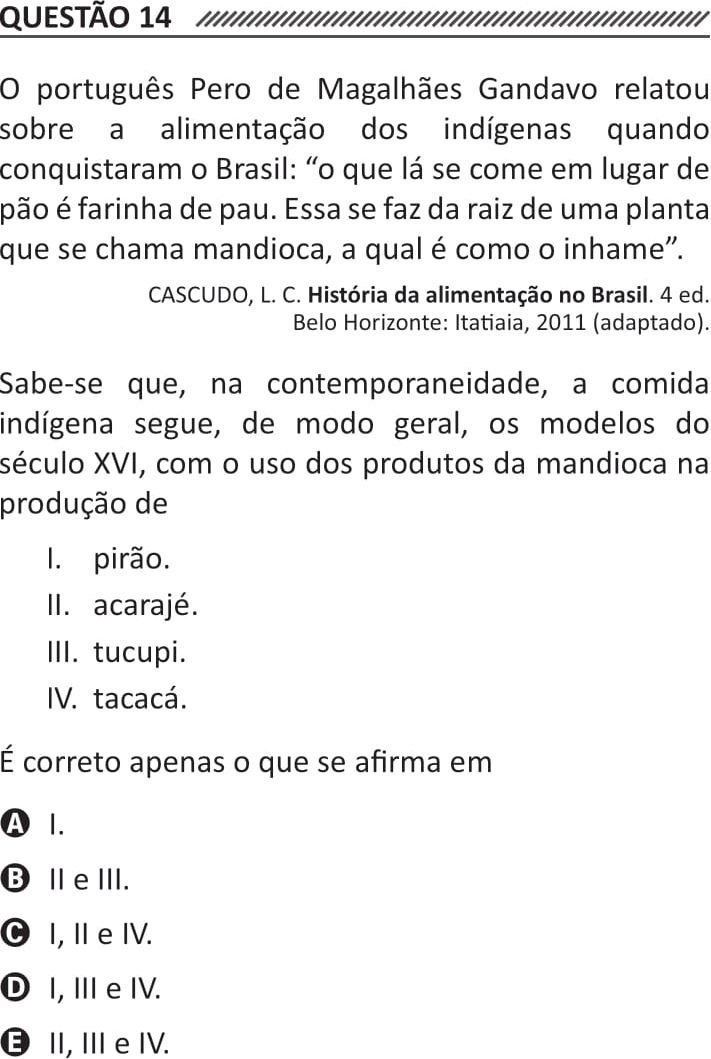 QUESTÃO 14
O português Pero de Magalhães Gandavo relatou
sobre a alimentação dos indígenas quando
conquistaram o Brasil: “o que lá se come em lugar de
pão é farinha de pau. Essa se faz da raiz de uma planta
que se chama mandioca, a qual é como o inhame”.
CASCUDO, L. C. História da alimentação no Brasil. 4 ed.
Belo Horizonte: Itatiaia, 2011 (adaptado).
Sabe-se que, na contemporaneidade, a comida
indígena segue, de modo geral, os modelos do
século XVI, com o uso dos produtos da mandioca na
produção de
I. pirão.
II. acarajé.
III. tucupi.
IV. tacacá.
É correto apenas o que se afirma em
A I.
B II e III.
C I, II e IV.
D I, III e IV.
E II, III e IV.